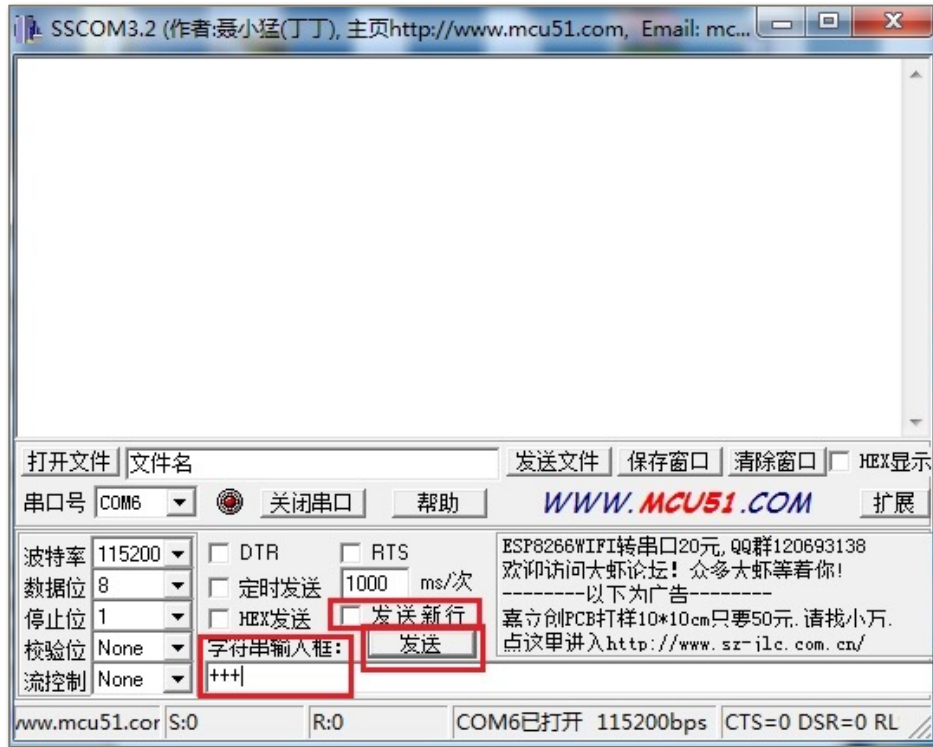 SSCOM3.2 (作者:聂小猛(丁丁), 主页http://www.mcu51.com, Email: mc...
打开文件 文件名 发送文件 保存窗口 清除窗口 HEX显示
串口号 COM6 关闭串口 帮助 WWW.MCU51.COM 扩展
波特率 115200 DTR RTS
数据位 8 定时发送 1000 ms/次
停止位 1 HEX发送 发送新行
校验位 None 字符串输入框: 发送
流控制 None +++
ESP8266WIFI转串口20元,QQ群120693138
欢迎访问大虾论坛!众多大虾等着你!
--------以下为广告--------
嘉立创PCB打样10*10cm只要50元.请找小万.
点这里进入http://www.sz-jlc.com.cn/
www.mcu51.cor S:0 R:0 COM6已打开 115200bps CTS=0 DSR=0 RL